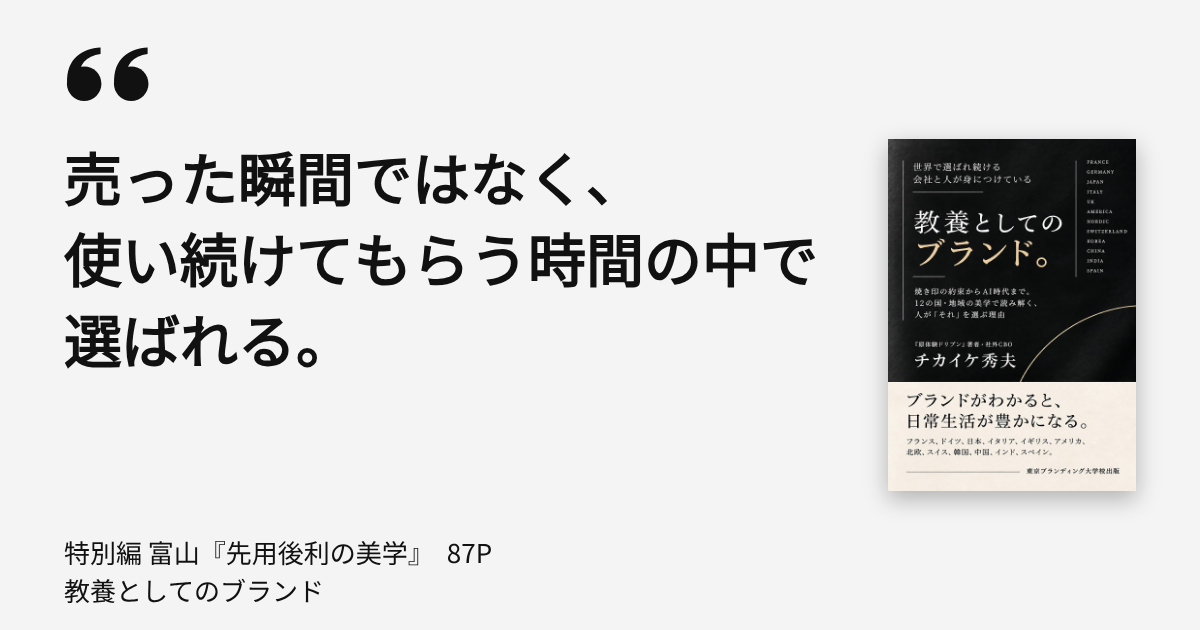 “
売った瞬間ではなく、
使い続けてもらう時間の中で
選ばれる。
特別編 富山『先用後利の美学』 87P
教養としてのブランド
世界で選ばれ続ける
会社と人が身につけている
教養としての
ブランド。
焼き印の約束からAI時代まで。
12の国・地域の美学で読み解く、
人が「それ」を選ぶ理由
『原体験ドリブン』著者・社外CBO
チカイケ秀夫
FRANCE
GERMANY
JAPAN
ITALY
UK
AMERICA
NORDIC
SWITZERLAND
KOREA
CHINA
INDIA
SPAIN
ブランドがわかると、
日常生活が豊かになる。
フランス、ドイツ、日本、イタリア、イギリス、アメリカ、
北欧、スイス、韓国、中国、インド、スペイン。
東京ブランディング大学校出版